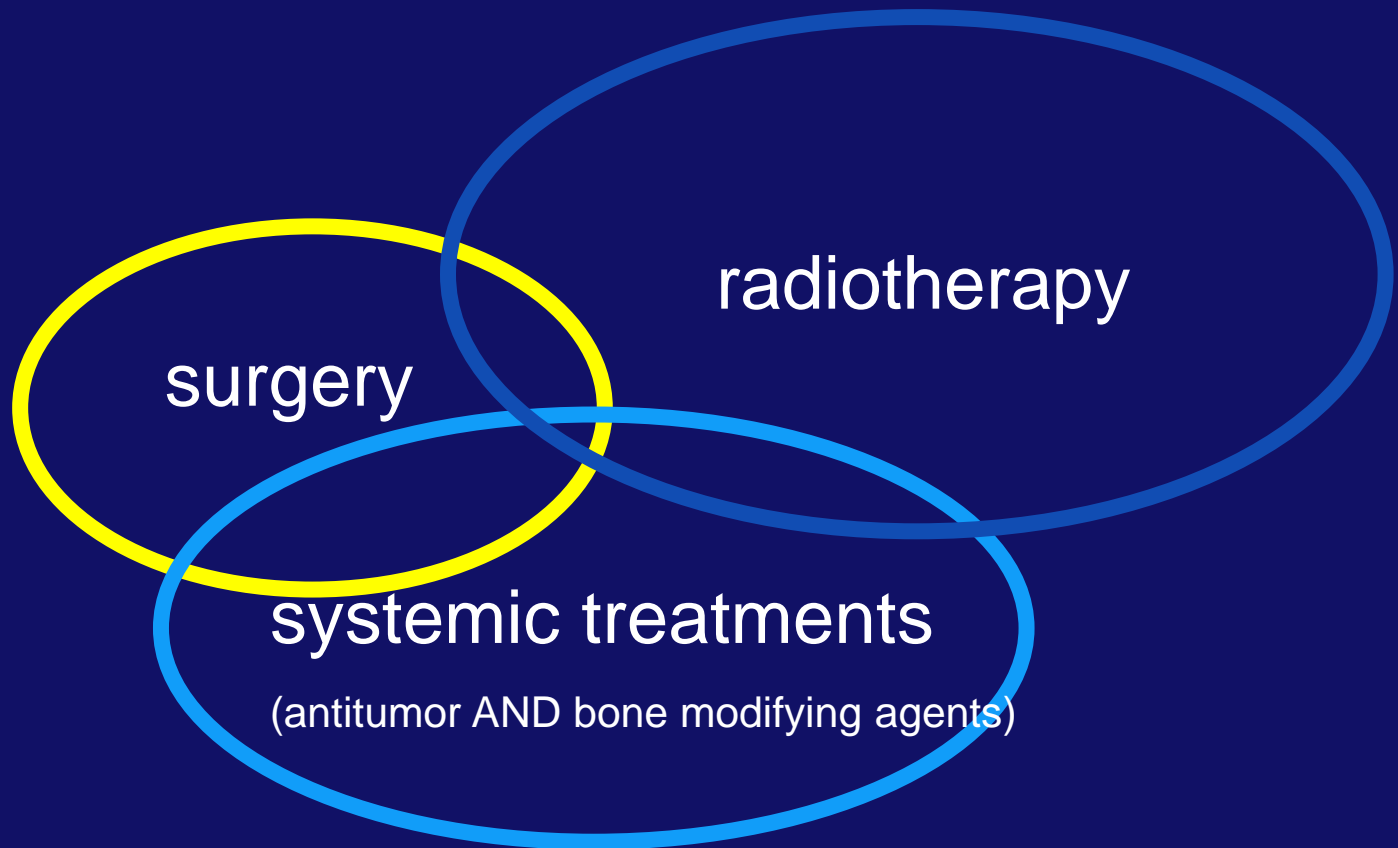 radiotherapy
surgery
systemic treatments
(antitumor AND bone modifying agents)